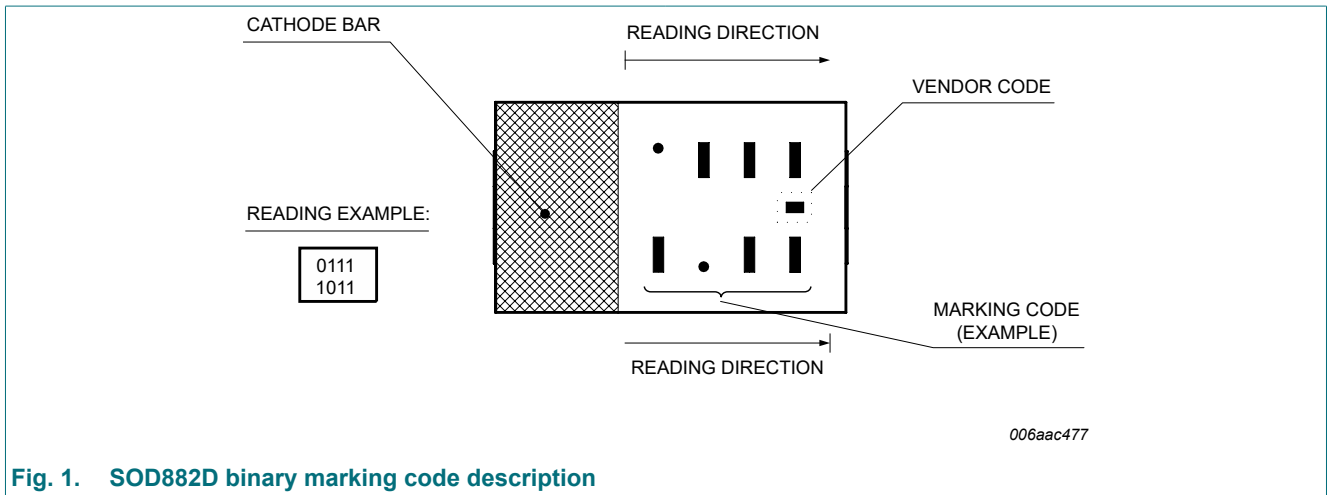 CATHODE BAR
READING DIRECTION
VENDOR CODE
READING EXAMPLE:
0111
1011
MARKING CODE
(EXAMPLE)
READING DIRECTION
006aac477
Fig. 1. SOD882D binary marking code description